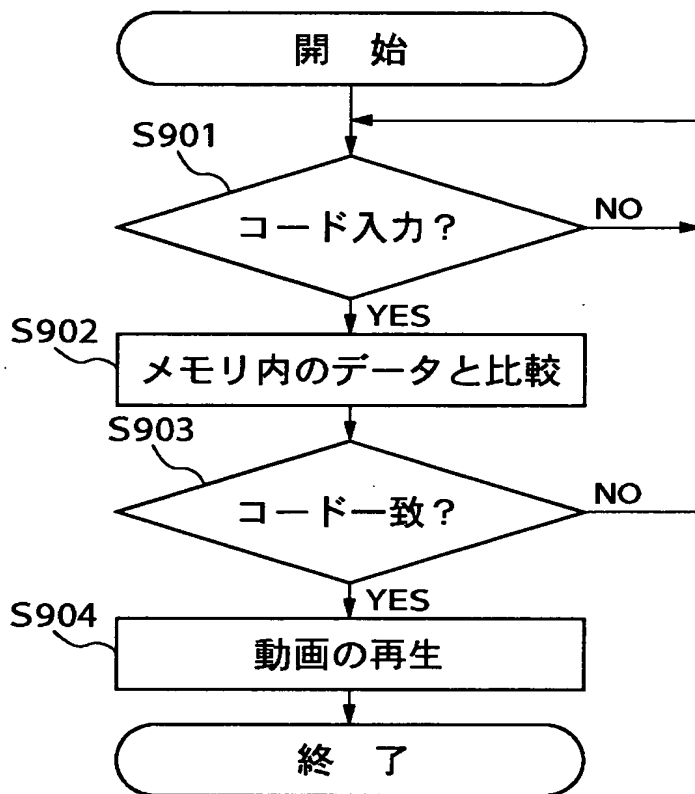 開 始
S901
コード入力?
NO
YES
S902
メモリ内のデータと比較
S903
コード一致?
NO
YES
S904
動画の再生
終 了